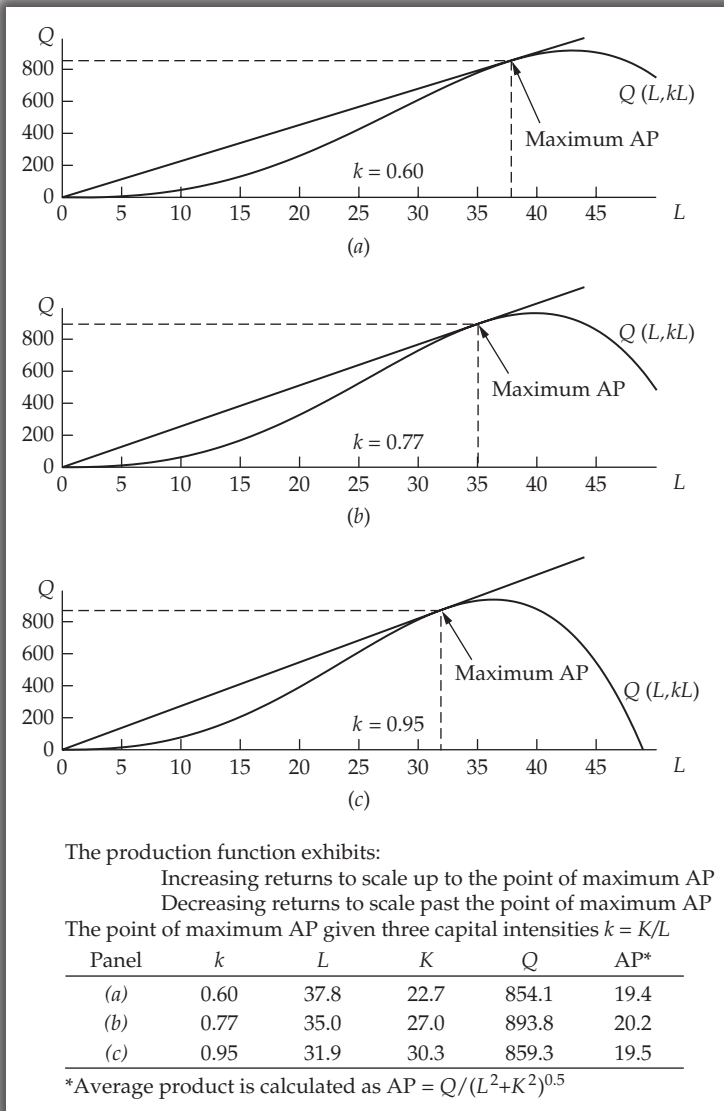 Q
800
600
400
200
0
Q (L,kL)
Maximum AP
k = 0.60
0 5 10 15 20 25 30 35 40 45 L
(a)
Q
800
600
400
200
0
Q (L,kL)
Maximum AP
k = 0.77
0 5 10 15 20 25 30 35 40 45 L
(b)
Q
800
600
400
200
0
Maximum AP
Q (L,kL)
k = 0.95
0 5 10 15 20 25 30 35 40 45 L
(c)
The production function exhibits:
Increasing returns to scale up to the point of maximum AP
Decreasing returns to scale past the point of maximum AP
The point of maximum AP given three capital intensities k = K/L
Panel k L K Q AP*
(a) 0.60 37.8 22.7 854.1 19.4
(b) 0.77 35.0 27.0 893.8 20.2
(c) 0.95 31.9 30.3 859.3 19.5
*Average product is calculated as AP = Q/(L²+K²)⁰·⁵